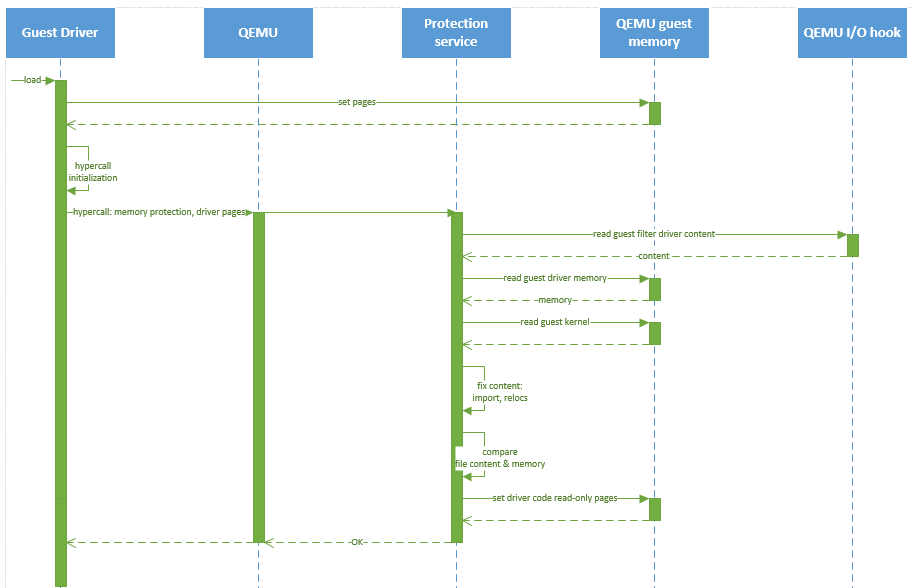 Guest Driver
QEMU
Protection
service
QEMU guest
memory
QEMU I/O hook
load
set pages
hypercall
initialization
hypercall: memory protection, driver pages
read guest filter driver content
content
read guest driver memory
memory
read guest kernel
fix content:
import, relocs
compare
file content & memory
set driver code read-only pages
OK